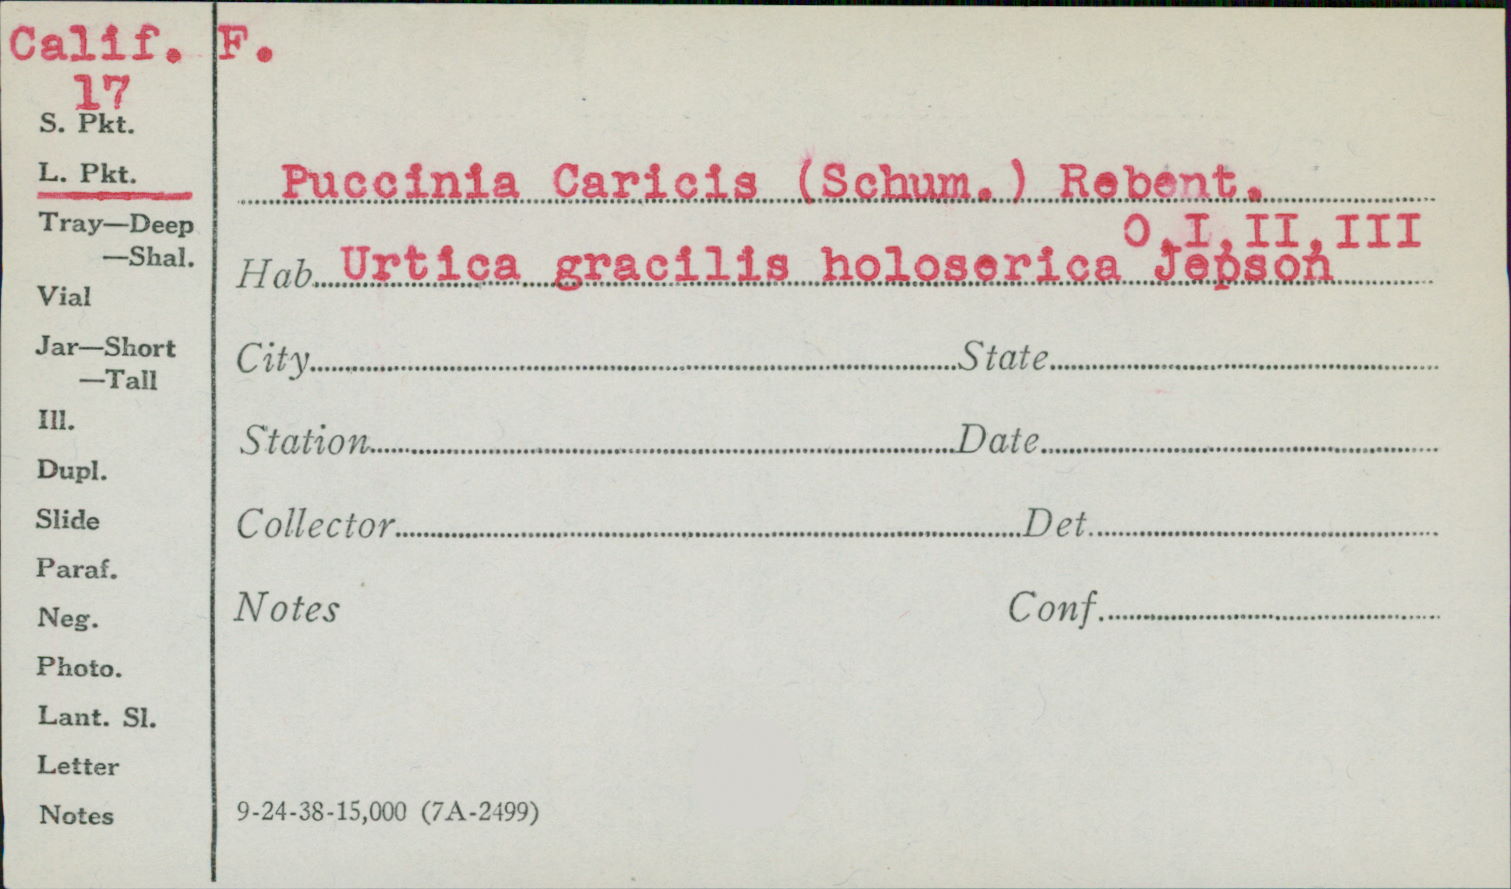 Calif. F.
17
S. Pkt.
L. Pkt.
Tray—Deep
—Shal.
Vial
Jar—Short
—Tall
Ill.
Dupl.
Slide
Paraf.
Neg.
Photo.
Lant. Sl.
Letter
Notes
Puccinia Caricis (Schum.) Rebent.
O,I,II,III
Hab. Urtica gracilis holoserica Jepson
City State
Station Date
Collector Det.
Notes Conf.
9-24-38-15,000 (7A-2499)